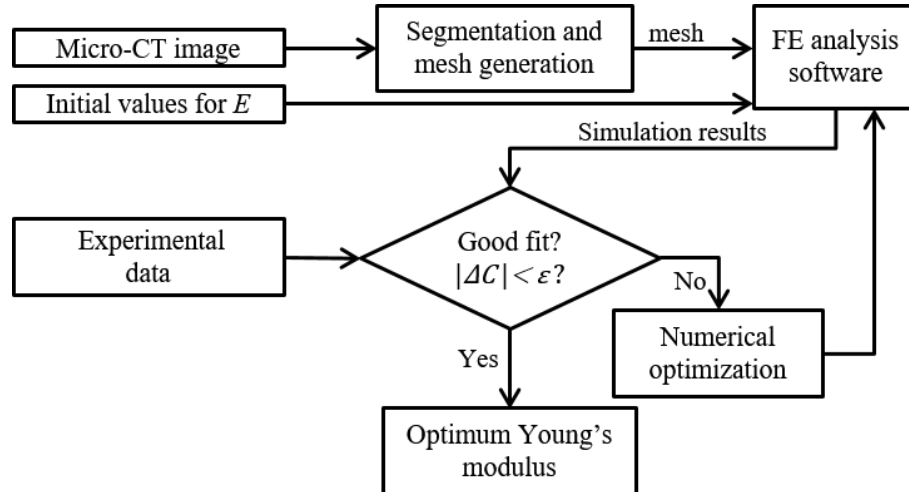 Micro-CT image
Segmentation and
mesh generation
mesh
FE analysis
software
Initial values for E
Simulation results
Experimental
data
Good fit?
|ΔC| < ε?
No
Numerical
optimization
Yes
Optimum Young's
modulus